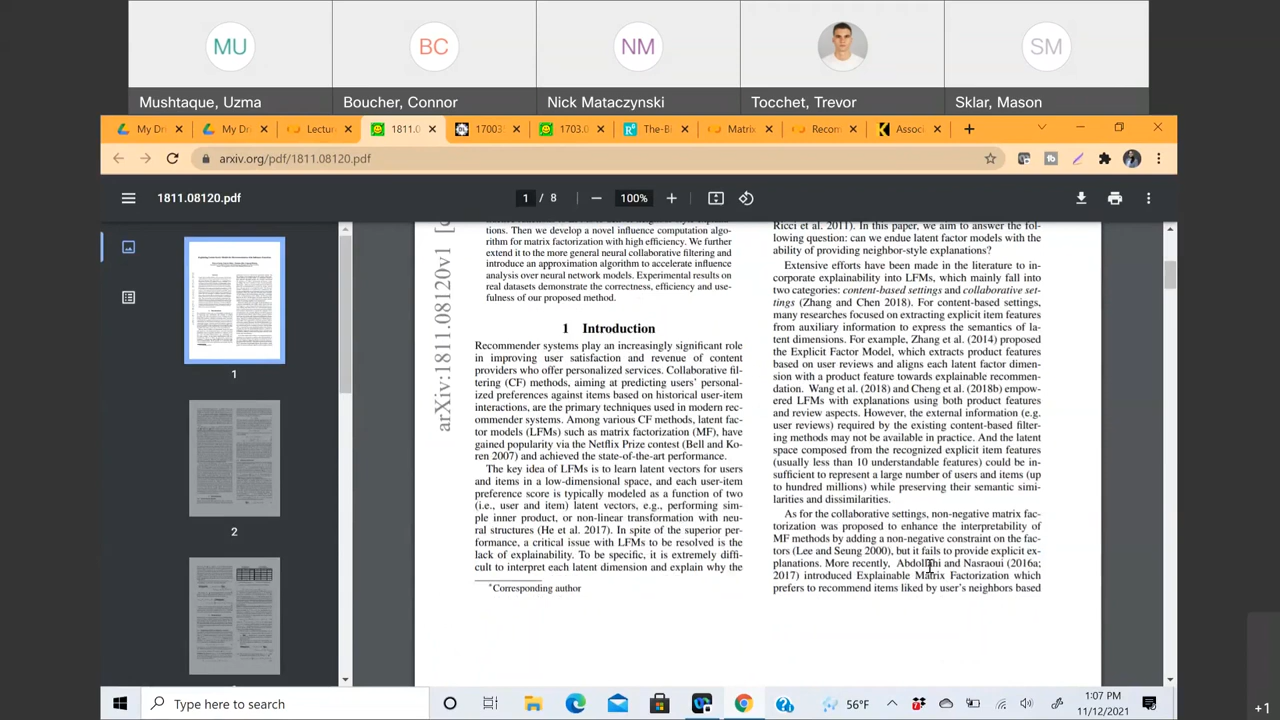 MU
BC
NM
SM
Mushtaque, Uzma
Boucher, Connor
Nick Mataczynski
Tocchet, Trevor
Sklar, Mason
My Dr
My Dr
Lectur
1811.0
17003
1703.0
The-Bi
Matrix
Recom
Assoc
arxiv.org/pdf/1811.08120.pdf
1811.08120.pdf
1 / 8
100%
1
2
arXiv:1811.08120v1 [c
tions. Then we develop a novel influence computation algo-
rithm for matrix factorization with high efficiency. We further
extend it to the more general neural collaborative filtering and
introduce an approximation algorithm to accelerate influence
analysis over neural network models. Experimental results on
real datasets demonstrate the correctness, efficiency and use-
fulness of our proposed method.
1 Introduction
Recommender systems play an increasingly significant role
in improving user satisfaction and revenue of content
providers who offer personalized services. Collaborative fil-
tering (CF) methods, aiming at predicting users' personal-
ized preferences against items based on historical user-item
interactions, are the primary techniques used in modern rec-
ommender systems. Among various CF methods, latent fac-
tor models (LFMs) such as matrix factorization (MF), have
gained popularity via the Netflix Prize contest (Bell and Ko-
ren 2007) and achieved the state-of-the-art performance.
The key idea of LFMs is to learn latent vectors for users
and items in a low-dimensional space, and each user-item
preference score is typically modeled as a function of two
(i.e., user and item) latent vectors, e.g., performing sim-
ple inner product, or non-linear transformation with neu-
ral structures (He et al. 2017). In spite of the superior per-
formance, a critical issue with LFMs to be resolved is the
lack of explainability. To be specific, it is extremely diffi-
cult to interpret each latent dimension and explain why the
*Corresponding author
Ricci et al. 2011). In this paper, we aim to answer the fol-
lowing question: can we endue latent factor models with the
ability of providing neighbor-style explanations?
Extensive efforts have been made in the literature to in-
corporate explainability into LFMs, which mainly fall into
two categories: content-based settings and collaborative set-
tings (Zhang and Chen 2018). For content-based settings,
many researches focused on extracting explicit item features
from auxiliary information to express the semantics of la-
tent dimensions. For example, Zhang et al. (2014) proposed
the Explicit Factor Model, which extracts product features
based on user reviews and aligns each latent factor dimen-
sion with a product feature towards explainable recommen-
dation. Wang et al. (2018) and Cheng et al. (2018b) empow-
ered LFMs with explanations using both product features
and review aspects. However, the external information (e.g.
user reviews) required by the existing content-based filter-
ing methods may not be available in practice. And the latent
space composed from the recognized explicit item features
(usually less than 10 understandable features) could be in-
sufficient to represent a large number of users and items (up
to hundred millions) while preserving their semantic simi-
larities and dissimilarities.
As for the collaborative settings, non-negative matrix fac-
torization was proposed to enhance the interpretability of
MF methods by adding a non-negative constraint on the fac-
tors (Lee and Seung 2000), but it fails to provide explicit ex-
planations. More recently, Abdollahi and Nasraoui (2016a;
2017) introduced Explainable Matrix Factorization which
prefers to recommend items liked by user's neighbors based
Type here to search
56°F
1:07 PM
11/12/2021
+1